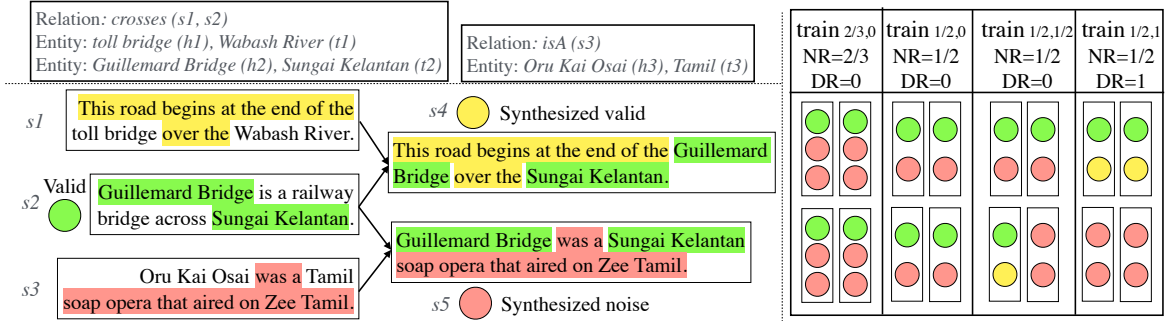 Relation: crosses (s1, s2)
Entity: toll bridge (h1), Wabash River (t1)
Entity: Guillemard Bridge (h2), Sungai Kelantan (t2)
Relation: isA (s3)
Entity: Oru Kai Osai (h3), Tamil (t3)
s1
This road begins at the end of the
toll bridge over the Wabash River.
s2
Valid
Guillemard Bridge is a railway
bridge across Sungai Kelantan.
s3
Oru Kai Osai was a Tamil
soap opera that aired on Zee Tamil.
s4
Synthesized valid
This road begins at the end of the Guillemard
Bridge over the Sungai Kelantan.
Guillemard Bridge was a Sungai Kelantan
soap opera that aired on Zee Tamil.
s5
Synthesized noise
train 2/3,0
NR=2/3
DR=0
train 1/2,0
NR=1/2
DR=0
train 1/2,1/2
NR=1/2
DR=0
train 1/2,1
NR=1/2
DR=1